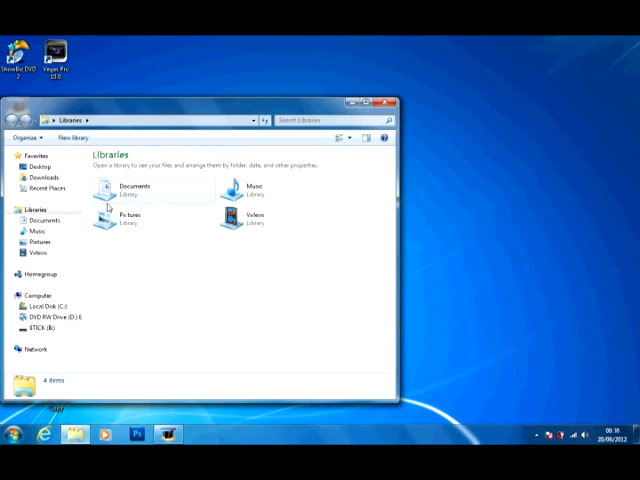 ShowBiz DVD
2
Vegas Pro
10.0
Libraries
Search Libraries
Organize
New library
Favorites
Desktop
Downloads
Recent Places
Libraries
Documents
Music
Pictures
Videos
Homegroup
Computer
Local Disk (C:)
DVD RW Drive (D:) E
STICK (B:)
Network
Libraries
Open a library to see your files and arrange them by folder, date, and other properties.
Documents
Library
Music
Library
Pictures
Library
Videos
Library
4 items
Copy
Ps
20/06/2012